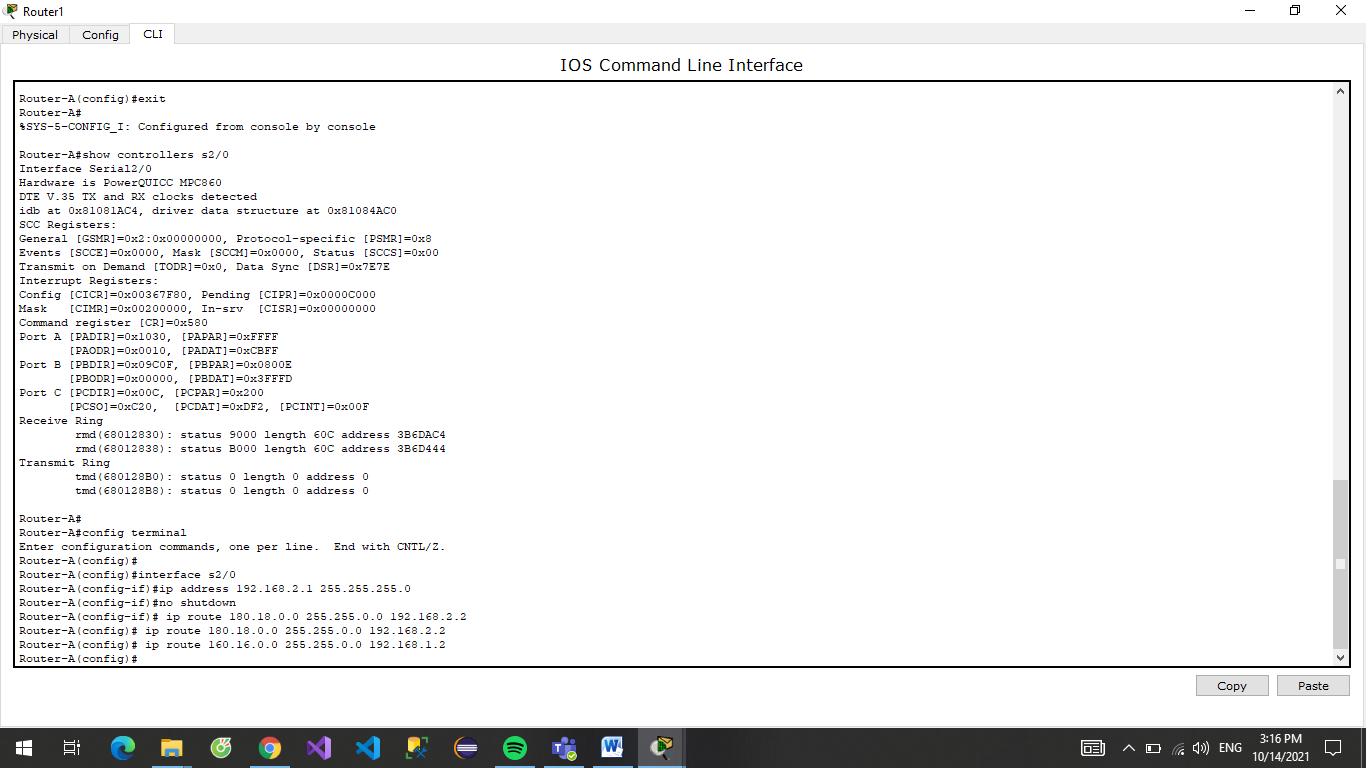 Router1
Physical Config CLI
IOS Command Line Interface
Router-A(config)#exit
Router-A#
%SYS-5-CONFIG_I: Configured from console by console
Router-A#show controllers s2/0
Interface Serial2/0
Hardware is PowerQUICC MPC860
DTE V.35 TX and RX clocks detected
idb at 0x81081AC4, driver data structure at 0x81084AC0
SCC Registers:
General [GSMR]=0x2:0x00000000, Protocol-specific [PSMR]=0x8
Events [SCCE]=0x0000, Mask [SCCM]=0x0000, Status [SCCS]=0x00
Transmit on Demand [TODR]=0x0, Data Sync [DSR]=0x7E7E
Interrupt Registers:
Config [CICR]=0x00367F80, Pending [CIPR]=0x0000C000
Mask   [CIMR]=0x00200000, In-srv  [CISR]=0x00000000
Command register [CR]=0x580
Port A [PADIR]=0x1030, [PAPAR]=0xFFFF
       [PAODR]=0x0010, [PADAT]=0xCBFF
Port B [PBDIR]=0x09C0F, [PBPAR]=0x0800E
       [PBODR]=0x00000, [PBDAT]=0x3FFFD
Port C [PCDIR]=0x00C, [PCPAR]=0x200
       [PCSO]=0xC20,  [PCDAT]=0xDF2, [PCINT]=0x00F
Receive Ring
        rmd(68012830): status 9000 length 60C address 3B6DAC4
        rmd(68012838): status B000 length 60C address 3B6D444
Transmit Ring
        tmd(680128B0): status 0 length 0 address 0
        tmd(680128B8): status 0 length 0 address 0
Router-A#
Router-A#config terminal
Enter configuration commands, one per line.  End with CNTL/Z.
Router-A(config)#
Router-A(config)#interface s2/0
Router-A(config-if)#ip address 192.168.2.1 255.255.255.0
Router-A(config-if)#no shutdown
Router-A(config-if)# ip route 180.18.0.0 255.255.0.0 192.168.2.2
Router-A(config)# ip route 180.18.0.0 255.255.0.0 192.168.2.2
Router-A(config)# ip route 160.16.0.0 255.255.0.0 192.168.1.2
Router-A(config)#
Copy Paste
ENG
3:16 PM
10/14/2021